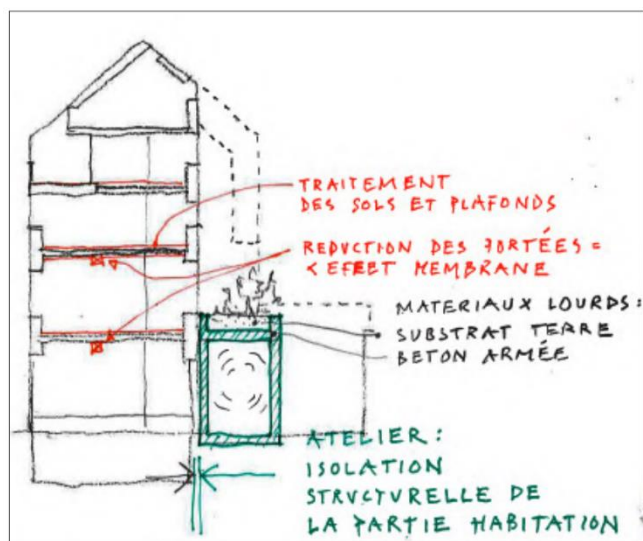 TRAITEMENT
DES SOLS ET PLAFONDS
REDUCTION DES PORTÉES =
< EFFET MEMBRANE
MATERIAUX LOURDS :
SUBSTRAT TERRE
BETON ARMÉE
ATELIER :
ISOLATION
STRUCTURELLE DE
LA PARTIE HABITATION